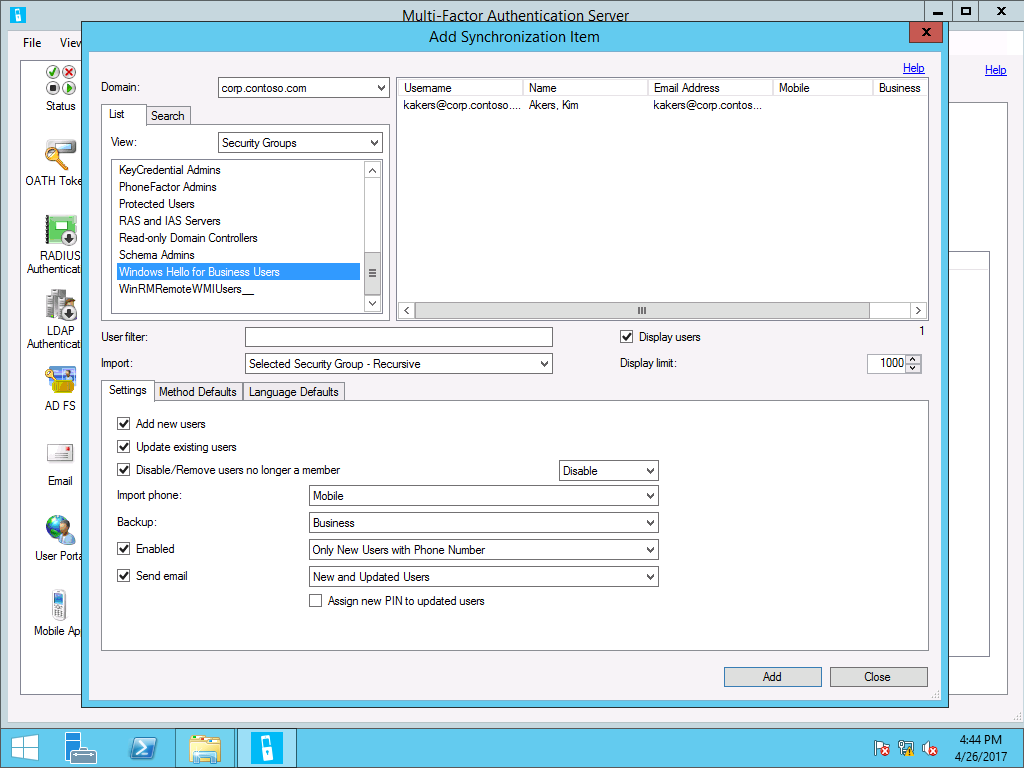 Multi-Factor Authentication Server
File View
Help
Status
OATH Toke
RADIUS
Authenticat
LDAP
Authenticat
AD FS
Email
User Porta
Mobile Ap
Add Synchronization Item
Help
Domain: corp.contoso.com
List Search
View: Security Groups
KeyCredential Admins
PhoneFactor Admins
Protected Users
RAS and IAS Servers
Read-only Domain Controllers
Schema Admins
Windows Hello for Business Users
WinRMRemoteWMIUsers__
Username Name Email Address Mobile Business
kakers@corp.contoso.... Akers, Kim kakers@corp.contos...
User filter: Display users 1
Import: Selected Security Group - Recursive Display limit: 1000
Settings Method Defaults Language Defaults
Add new users
Update existing users
Disable/Remove users no longer a member Disable
Import phone: Mobile
Backup: Business
Enabled Only New Users with Phone Number
Send email New and Updated Users
Assign new PIN to updated users
Add Close
4:44 PM
4/26/2017